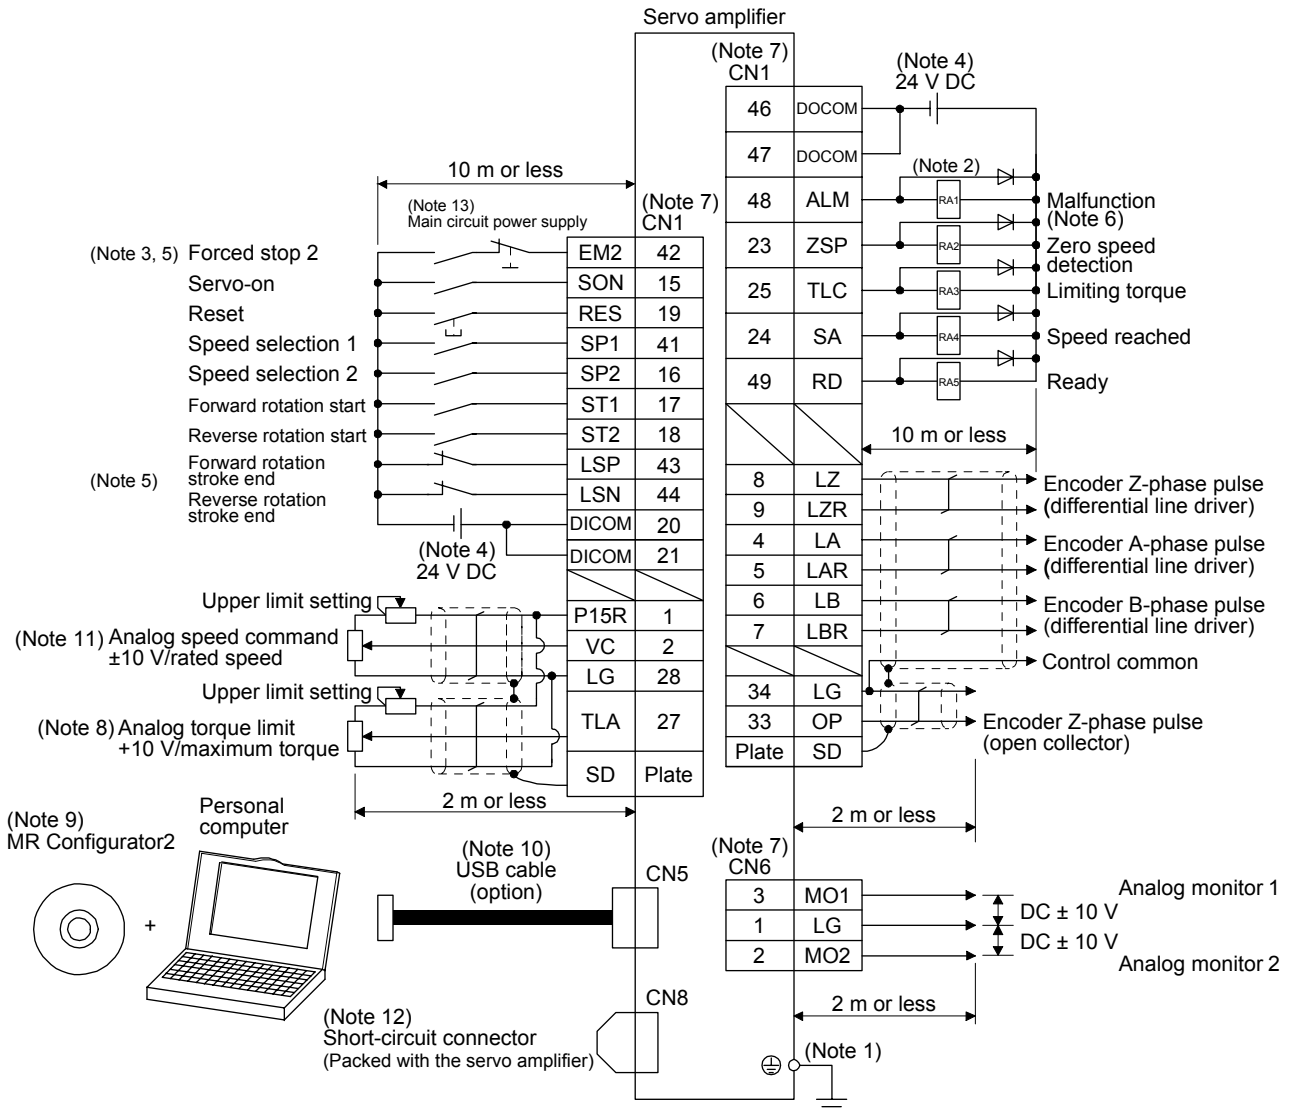 Servo amplifier
(Note 7)
CN1
(Note 4)
24 V DC
46 DOCOM
47 DOCOM
(Note 2)
48 ALM RA1 Malfunction
(Note 6)
23 ZSP RA2 Zero speed
detection
25 TLC RA3 Limiting torque
24 SA RA4 Speed reached
49 RD RA5 Ready
10 m or less
8 LZ Encoder Z-phase pulse
9 LZR (differential line driver)
4 LA Encoder A-phase pulse
5 LAR (differential line driver)
6 LB Encoder B-phase pulse
7 LBR (differential line driver)
Control common
34 LG
33 OP Encoder Z-phase pulse
(open collector)
Plate SD
2 m or less
10 m or less
(Note 13)
Main circuit power supply
(Note 7)
CN1
(Note 3, 5) Forced stop 2 EM2 42
Servo-on SON 15
Reset RES 19
Speed selection 1 SP1 41
Speed selection 2 SP2 16
Forward rotation start ST1 17
Reverse rotation start ST2 18
(Note 5)
Forward rotation
stroke end
LSP 43
Reverse rotation
stroke end
LSN 44
DICOM 20
DICOM 21
(Note 4)
24 V DC
Upper limit setting
P15R 1
(Note 11) Analog speed command
±10 V/rated speed
VC 2
LG 28
Upper limit setting
(Note 8) Analog torque limit
+10 V/maximum torque
TLA 27
SD Plate
2 m or less
(Note 9)
MR Configurator2
+
Personal
computer
(Note 10)
USB cable
(option)
CN5
(Note 7)
CN6
3 MO1 Analog monitor 1
DC ± 10 V
1 LG
DC ± 10 V
2 MO2 Analog monitor 2
2 m or less
CN8
(Note 12)
Short-circuit connector
(Packed with the servo amplifier)
(Note 1)